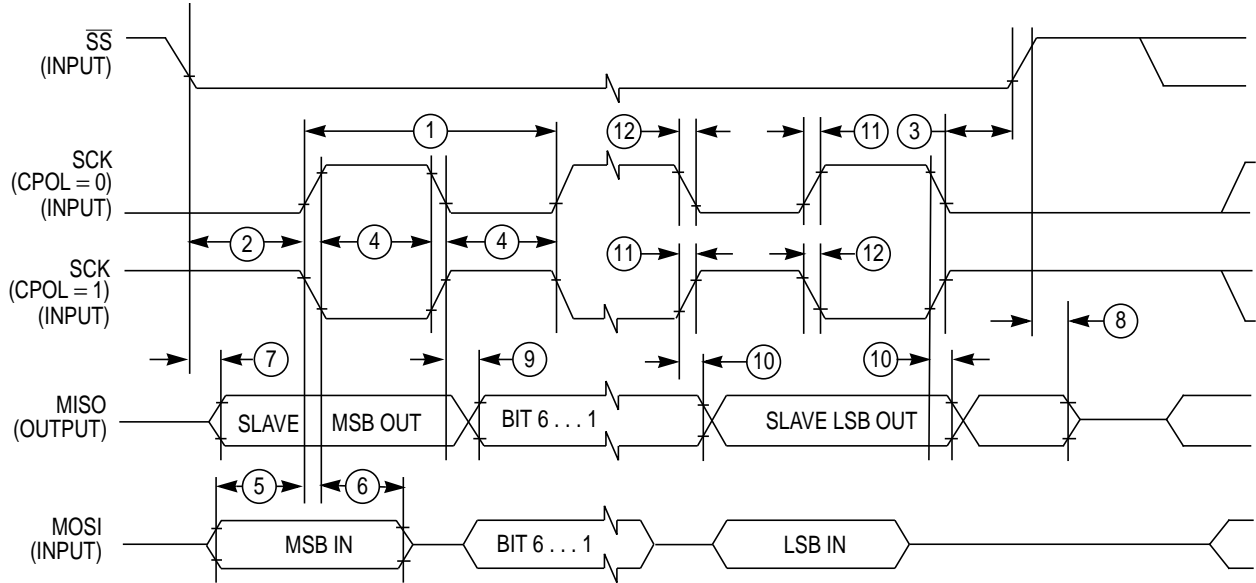 SS
(INPUT)
1
12
11
3
SCK
(CPOL = 0)
(INPUT)
2
4
4
11
12
SCK
(CPOL = 1)
(INPUT)
8
7
9
10
10
MISO
(OUTPUT)
SLAVE
MSB OUT
BIT 6 . . . 1
SLAVE LSB OUT
5
6
MOSI
(INPUT)
MSB IN
BIT 6 . . . 1
LSB IN